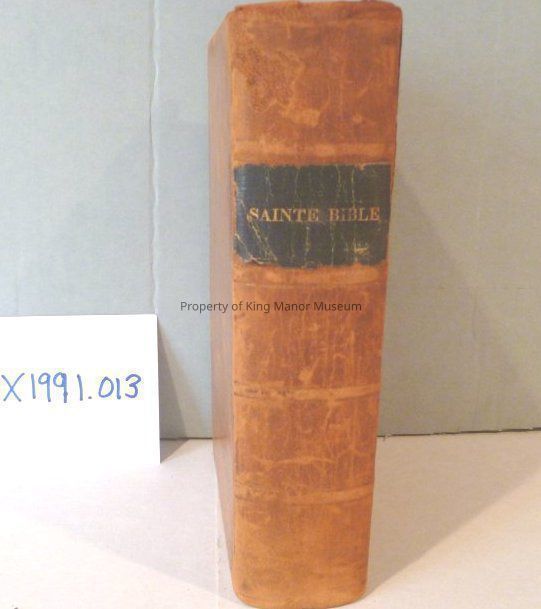 SAINTE BIBLE
Property of King Manor Museum
X1991.013